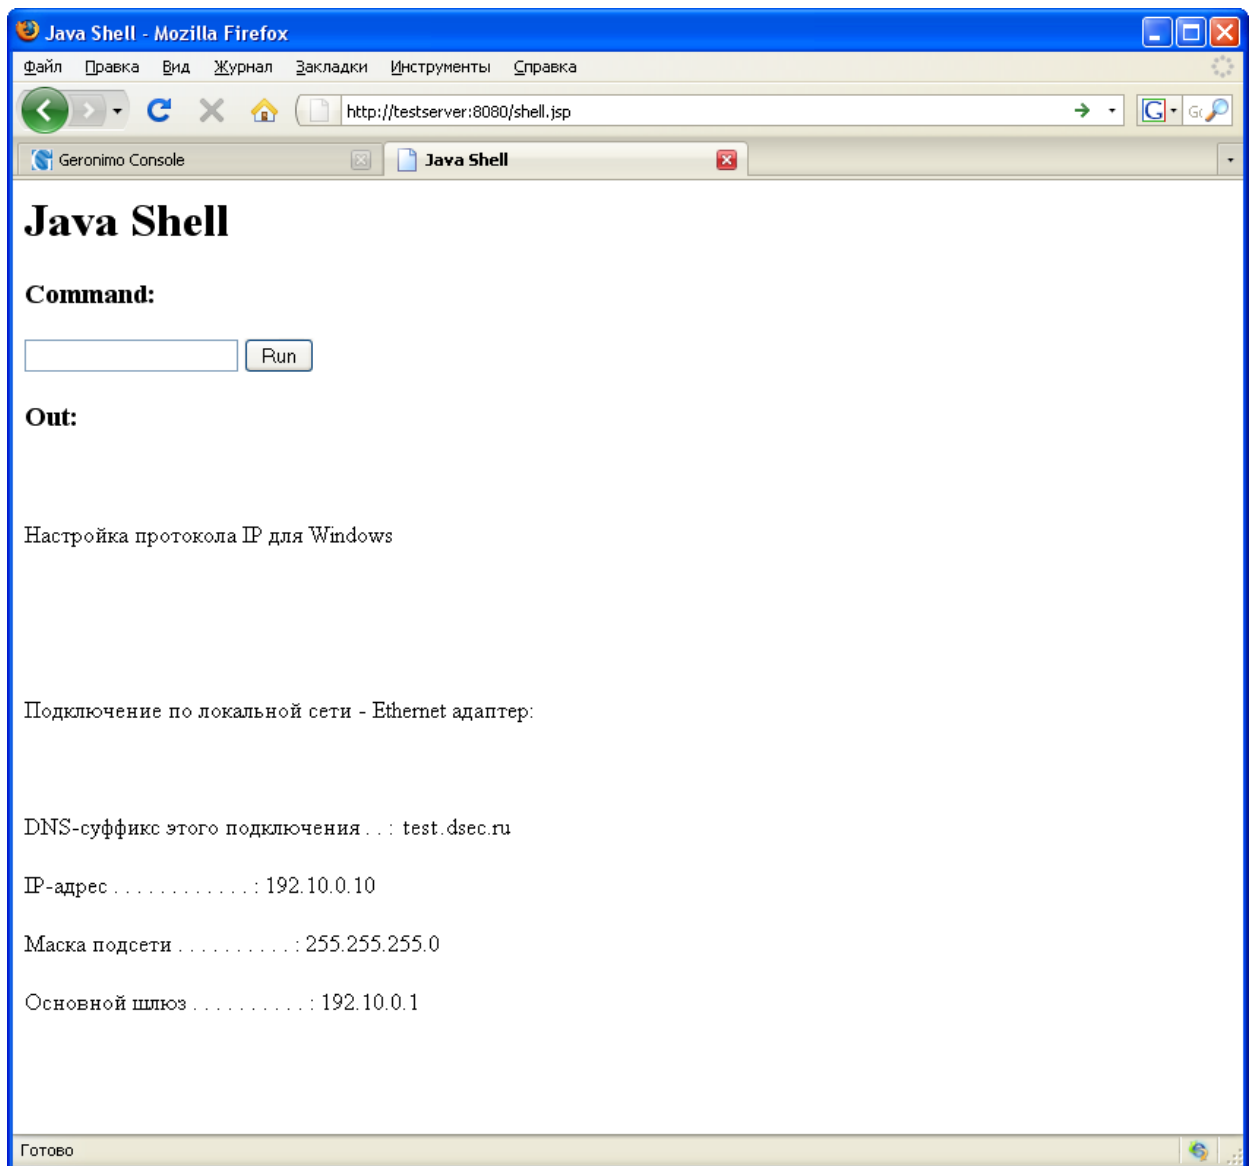 Java Shell - Mozilla Firefox
Файл Правка Вид Журнал Закладки Инструменты Справка
http://testserver:8080/shell.jsp
Geronimo Console
Java Shell
Java Shell
Command:
Run
Out:
Настройка протокола IP для Windows
Подключение по локальной сети - Ethernet адаптер:
DNS-суффикс этого подключения . . : test.dsec.ru
IP-адрес . . . . . . . . . . . . : 192.10.0.10
Маска подсети . . . . . . . . . . : 255.255.255.0
Основной шлюз . . . . . . . . . . : 192.10.0.1
Готово